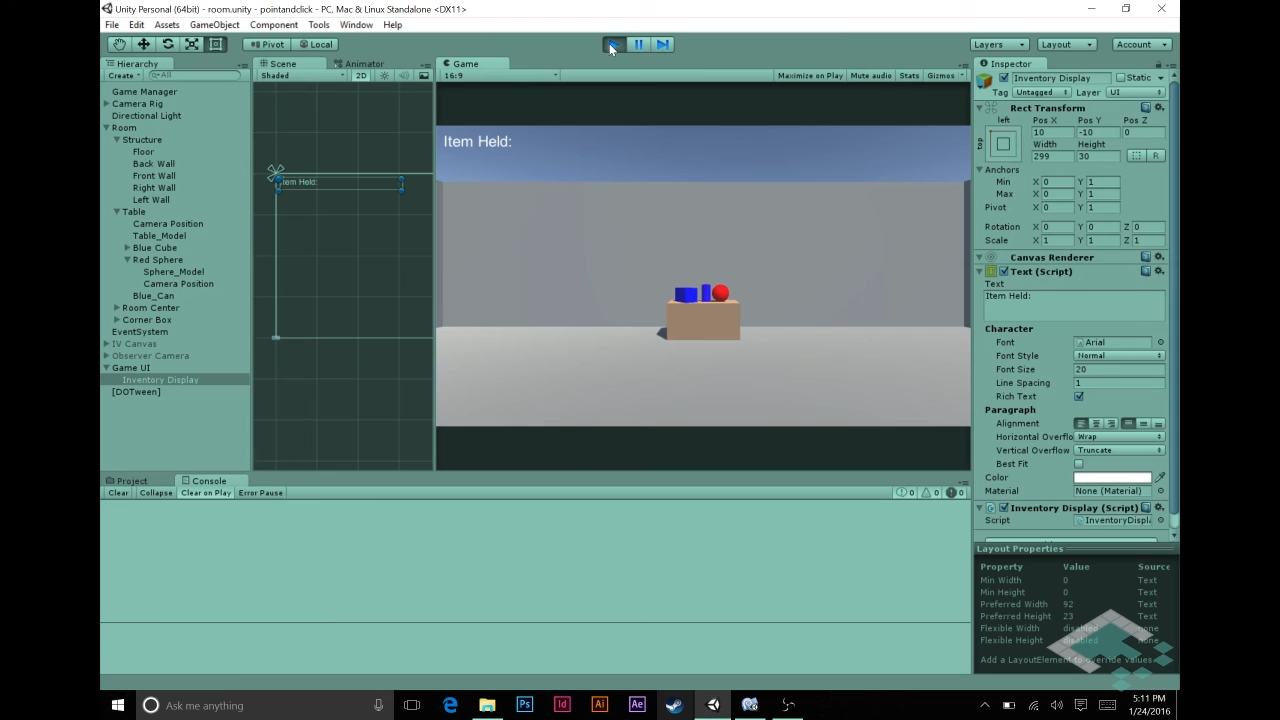 Unity Personal (64bit) - room.unity - pointandclick - PC, Mac & Linux Standalone <DX11>
File Edit Assets GameObject Component Tools Window Help
Pivot Local Layers Layout Account
Hierarchy
Create All
Game Manager
Camera Rig
Directional Light
Room
Structure
Floor
Back Wall
Front Wall
Right Wall
Left Wall
Table
Camera Position
Table_Model
Blue Cube
Red Sphere
Sphere_Model
Camera Position
Blue_Can
Room Center
Corner Box
EventSystem
IV Canvas
Observer Camera
Game UI
Inventory Display
[DOTween]
Scene Animator
Shaded 2D
Item Held:
Game
16:9 Maximize on Play Mute audio Stats Gizmos
Item Held:
Inspector
Inventory Display Static
Tag Untagged Layer UI
Rect Transform
left Pos X Pos Y Pos Z
top 10 -10 0
Width Height
299 30 R
Anchors
Min X 0 Y 1
Max X 0 Y 1
Pivot X 0 Y 1
Rotation X 0 Y 0 Z 0
Scale X 1 Y 1 Z 1
Canvas Renderer
Text (Script)
Text
Item Held:
Character
Font Arial
Font Style Normal
Font Size 20
Line Spacing 1
Rich Text
Paragraph
Alignment
Horizontal Overflo Wrap
Vertical Overflow Truncate
Best Fit
Color
Material None (Material)
Inventory Display (Script)
Script InventoryDispl
Layout Properties
Property Value Source
Min Width 0 Text
Min Height 0 Text
Preferred Width 92 Text
Preferred Height 23 Text
Flexible Width disabled none
Flexible Height disabled none
Add a LayoutElement to override values
Project Console
Clear Collapse Clear on Play Error Pause 0 0 0
Ask me anything
Ps Id Ai Ae
5:11 PM
1/24/2016